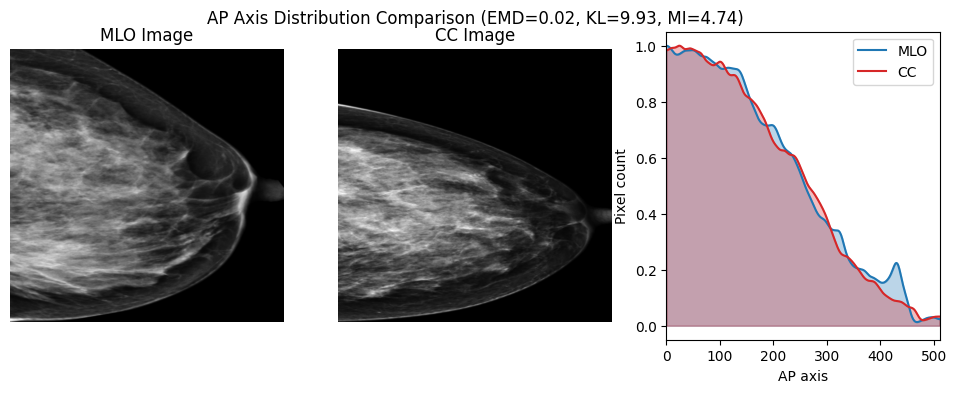 AP Axis Distribution Comparison (EMD=0.02, KL=9.93, MI=4.74)
MLO Image
CC Image
MLO
CC
Pixel count
1.0
0.8
0.6
0.4
0.2
0.0
0 100 200 300 400 500
AP axis